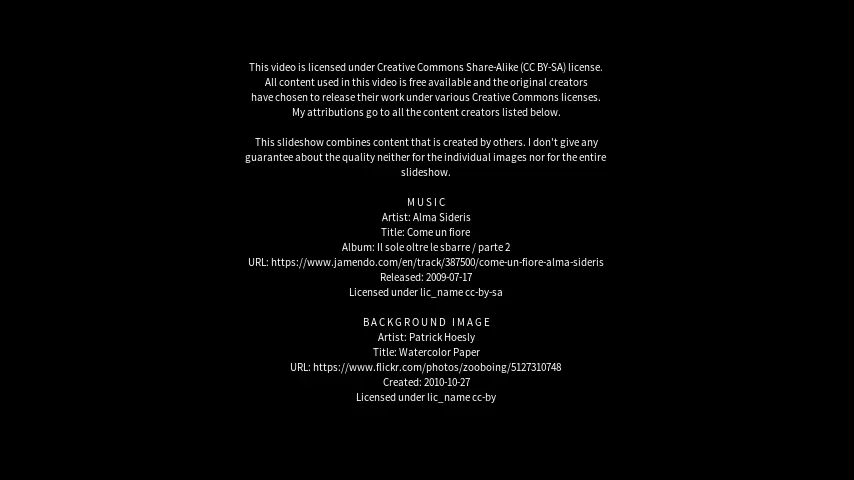 This video is licensed under Creative Commons Share-Alike (CC BY-SA) license.
All content used in this video is free available and the original creators
have chosen to release their work under various Creative Commons licenses.
My attributions go to all the content creators listed below.
This slideshow combines content that is created by others. I don't give any
guarantee about the quality neither for the individual images nor for the entire
slideshow.
MUSIC
Artist: Alma Sideris
Title: Come un fiore
Album: Il sole oltre le sbarre / parte 2
URL: https://www.jamendo.com/en/track/387500/come-un-fiore-alma-sideris
Released: 2009-07-17
Licensed under lic_name cc-by-sa
BACKGROUND IMAGE
Artist: Patrick Hoesly
Title: Watercolor Paper
URL: https://www.flickr.com/photos/zooboing/5127310748
Created: 2010-10-27
Licensed under lic_name cc-by